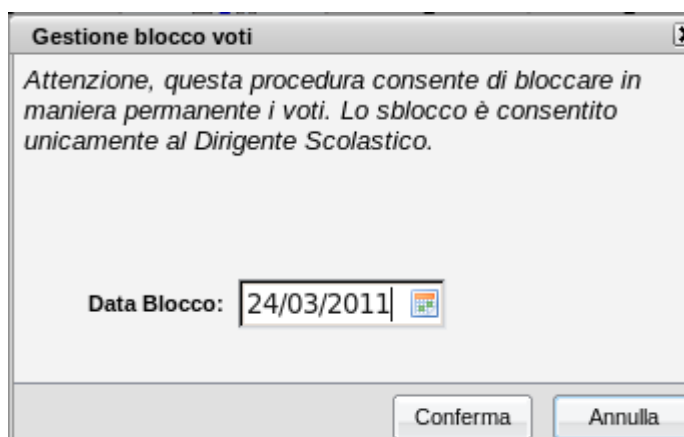 Gestione blocco voti
Attenzione, questa procedura consente di bloccare in
maniera permanente i voti. Lo sblocco è consentito
unicamente al Dirigente Scolastico.
Data Blocco: 24/03/2011
Conferma Annulla